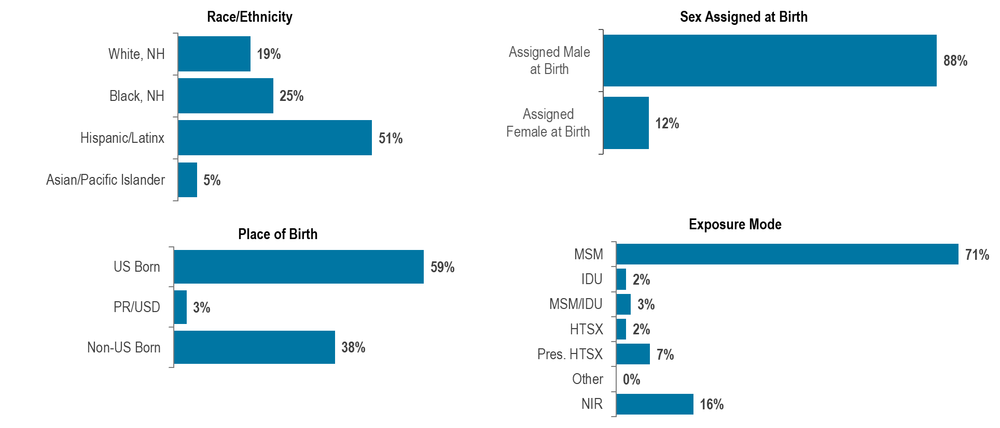 Race/Ethnicity
White, NH 19%
Black, NH 25%
Hispanic/Latinx 51%
Asian/Pacific Islander 5%
Sex Assigned at Birth
Assigned Male
at Birth
88%
Assigned
Female at Birth
12%
Place of Birth
US Born 59%
PR/USD 3%
Non-US Born 38%
Exposure Mode
MSM 71%
IDU 2%
MSM/IDU 3%
HTSX 2%
Pres. HTSX 7%
Other 0%
NIR 16%